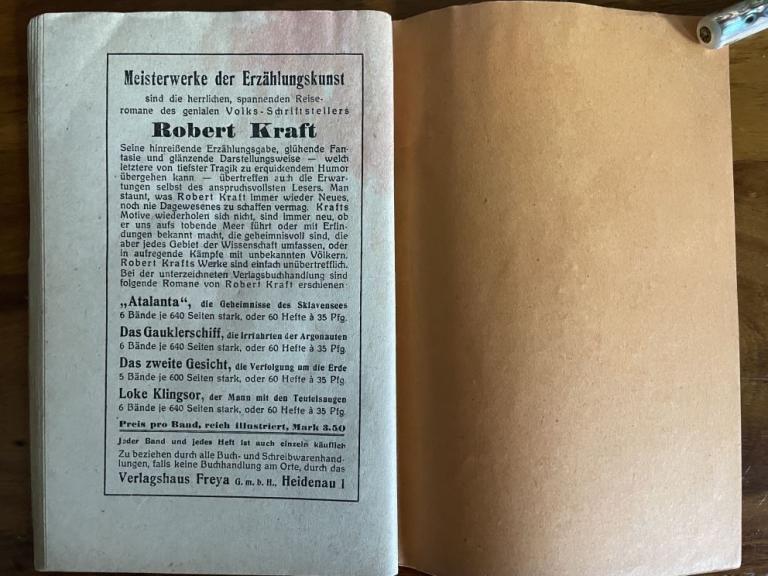 Meisterwerke der Erzählungskunst
sind die herrlichen, spannenden Reise-
romane des genialen Volks-Schriftstellers
Robert Kraft
Seine hinreißende Erzählungsgabe, glühende Fan-
tasie und glänzende Darstellungsweise — welch
letztere von tiefster Tragik zu erquickendem Humor
übergehen kann — übertreffen auch die Erwar-
tungen selbst des anspruchsvollsten Lesers. Man
staunt, was Robert Kraft immer wieder Neues,
noch nie Dagewesenes zu schaffen vermag. Krafts
Motive wiederholen sich nicht, sind immer neu, ob
er uns aufs tobende Meer führt oder mit Erfin-
dungen bekannt macht, die geheimnisvoll sind, die
aber jedes Gebiet der Wissenschaft umfassen, oder
in aufregende Kämpfe mit unbekannten Völkern.
Robert Krafts Werke sind einfach unübertrefflich.
Bei der unterzeichneten Verlagsbuchhandlung sind
folgende Romane von Robert Kraft erschienen
„Atalanta“, die Geheimnisse des Sklavensees
6 Bände je 640 Seiten stark, oder 60 Hefte à 35 Pfg.
Das Gauklerschiff, die Irrfahrten der Argonauten
6 Bände je 640 Seiten stark, oder 60 Hefte à 35 Pfg.
Das zweite Gesicht, die Verfolgung um die Erde
5 Bände je 600 Seiten stark, oder 60 Hefte à 35 Pfg.
Loke Klingsor, der Mann mit den Teufelsaugen
6 Bände je 640 Seiten stark, oder 60 Hefte à 35 Pfg.
Preis pro Band, reich illustriert, Mark 3.50
Jeder Band und jedes Heft ist auch einzeln käuflich
Zu beziehen durch alle Buch- und Schreibwarenhand-
lungen, falls keine Buchhandlung am Orte, durch das
Verlagshaus Freya G. m. b. H., Heidenau I